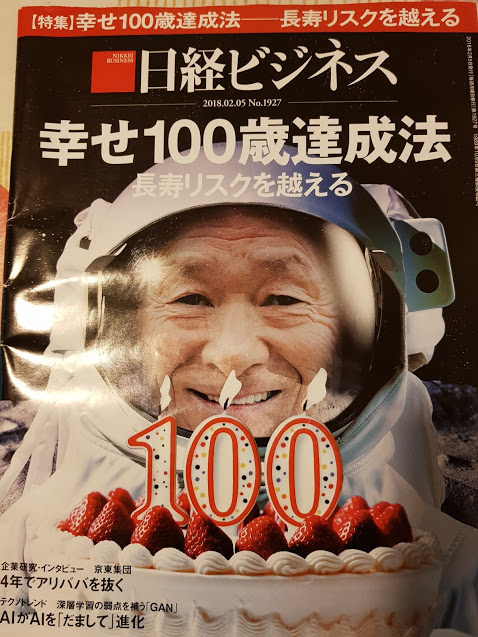 【特集】幸せ100歳達成法──長寿リスクを越える
NIKKEI
BUSINESS
日経ビジネス
2018.02.05 No.1927
幸せ100歳達成法
長寿リスクを越える
100
企業研究・インタビュー 京東集団
4年でアリババを抜く
テクノトレンド 深層学習の弱点を補う「GAN」
AIがAIを「だまして」進化